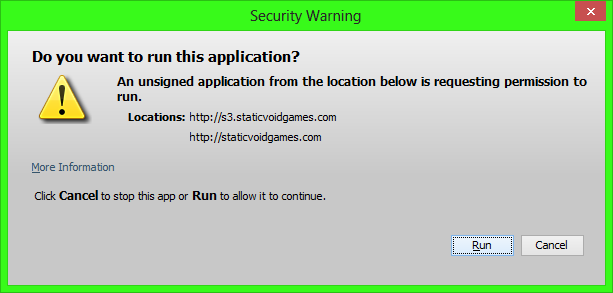 Security Warning
Do you want to run this application?
An unsigned application from the location below is requesting permission to
run.
Locations: http://s3.staticvoidgames.com
http://staticvoidgames.com
More Information
Click Cancel to stop this app or Run to allow it to continue.
Run Cancel